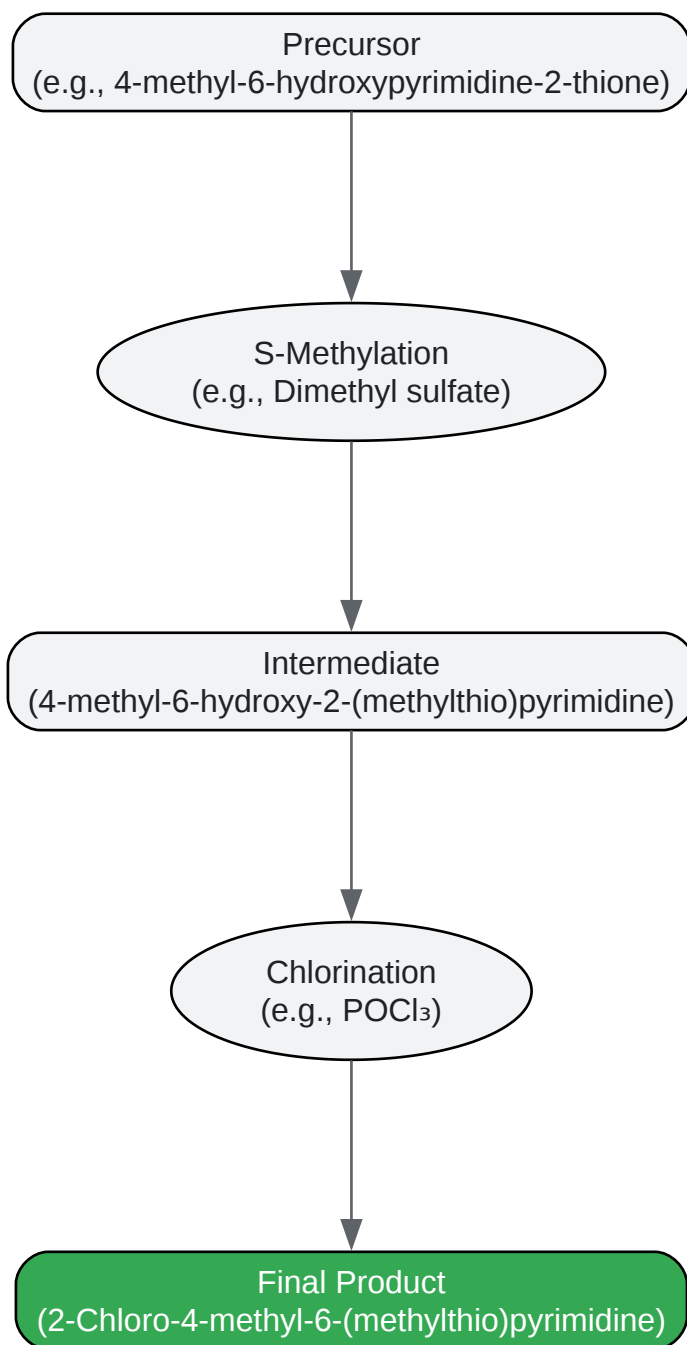 Precursor
(e.g., 4-methyl-6-hydroxypyrimidine-2-thione)
S-Methylation
(e.g., Dimethyl sulfate)
Intermediate
(4-methyl-6-hydroxy-2-(methylthio)pyrimidine)
Chlorination
(e.g., POCl₃)
Final Product
(2-Chloro-4-methyl-6-(methylthio)pyrimidine)